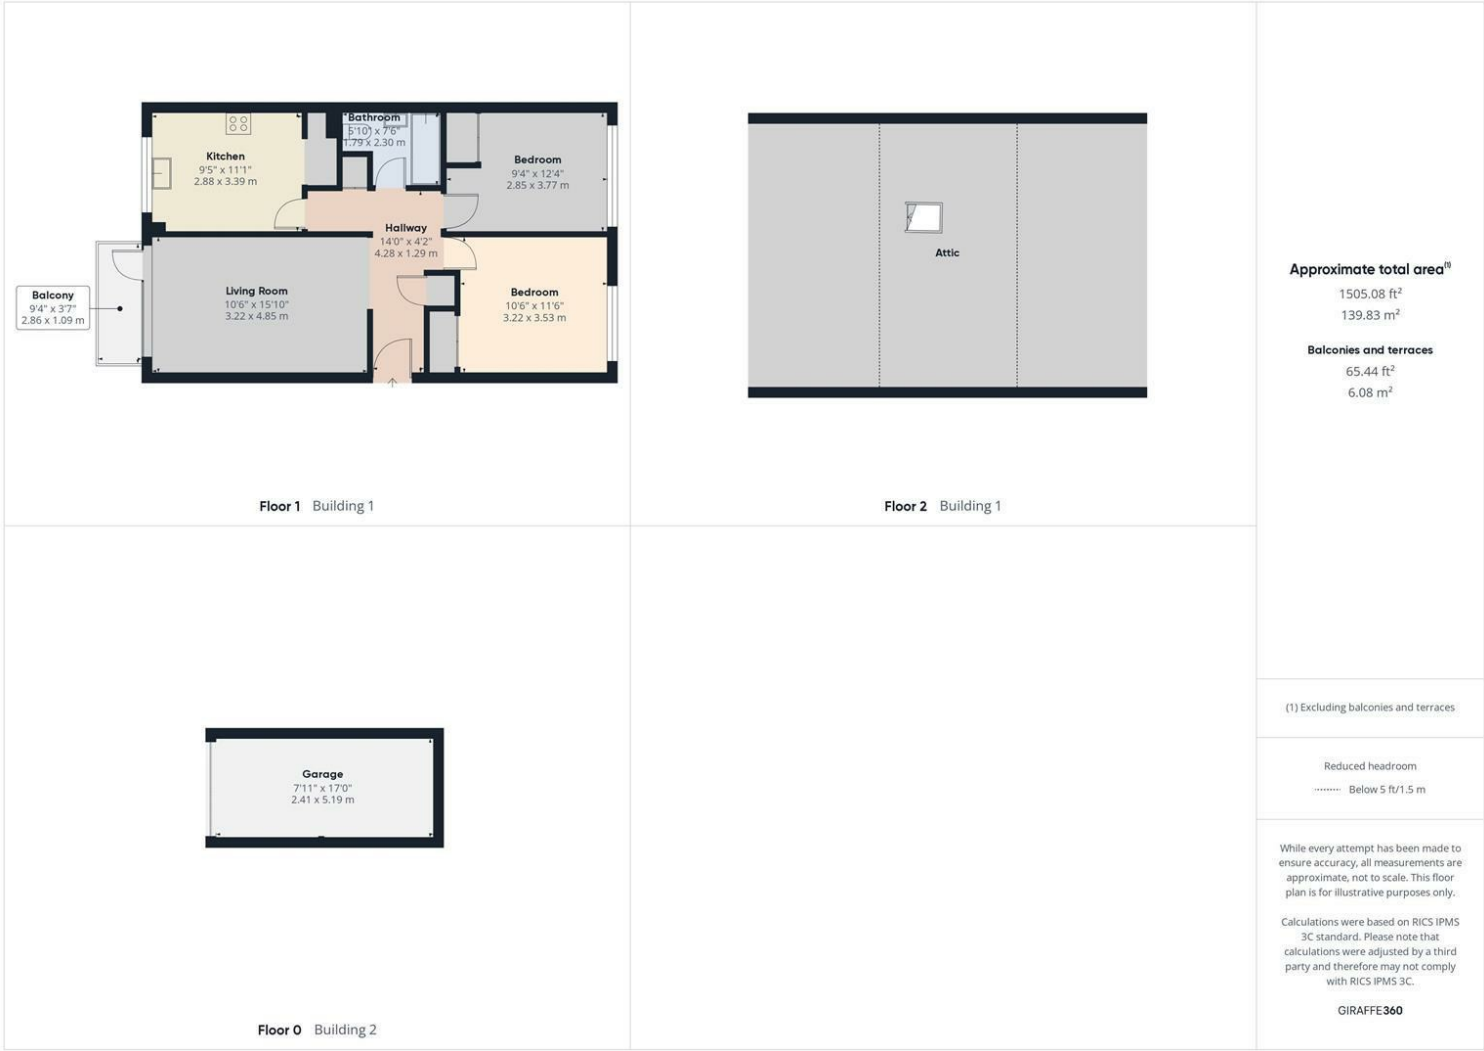 Kitchen
9'5" x 11'1"
2.88 x 3.39 m
Bathroom
5'10" x 7'6"
1.79 x 2.30 m
Bedroom
9'4" x 12'4"
2.85 x 3.77 m
Hallway
14'0" x 4'2"
4.28 x 1.29 m
Balcony
9'4" x 3'7"
2.86 x 1.09 m
Living Room
10'6" x 15'10"
3.22 x 4.85 m
Bedroom
10'6" x 11'6"
3.22 x 3.53 m
Floor 1 Building 1
Attic
Floor 2 Building 1
Garage
7'11" x 17'0"
2.41 x 5.19 m
Floor 0 Building 2
Approximate total area(1)
1505.08 ft²
139.83 m²
Balconies and terraces
65.44 ft²
6.08 m²
(1) Excluding balconies and terraces
Reduced headroom
Below 5 ft/1.5 m
While every attempt has been made to
ensure accuracy, all measurements are
approximate, not to scale. This floor
plan is for illustrative purposes only.
Calculations were based on RICS IPMS
3C standard. Please note that
calculations were adjusted by a third
party and therefore may not comply
with RICS IPMS 3C.
GIRAFFE360